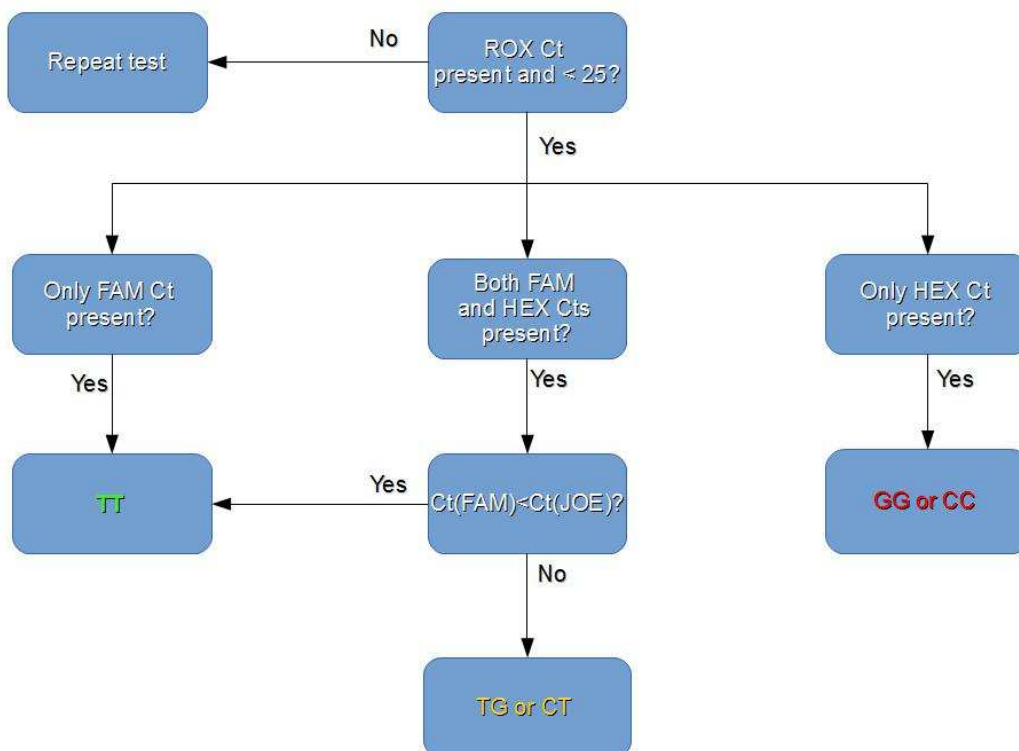 Repeat test
No
ROX Ct
present and < 25?
Yes
Only FAM Ct
present?
Both FAM
and HEX Cts
present?
Only HEX Ct
present?
Yes
Yes
Yes
TT
Yes
Ct(FAM)<Ct(JOE)?
GG or CC
No
TG or CT